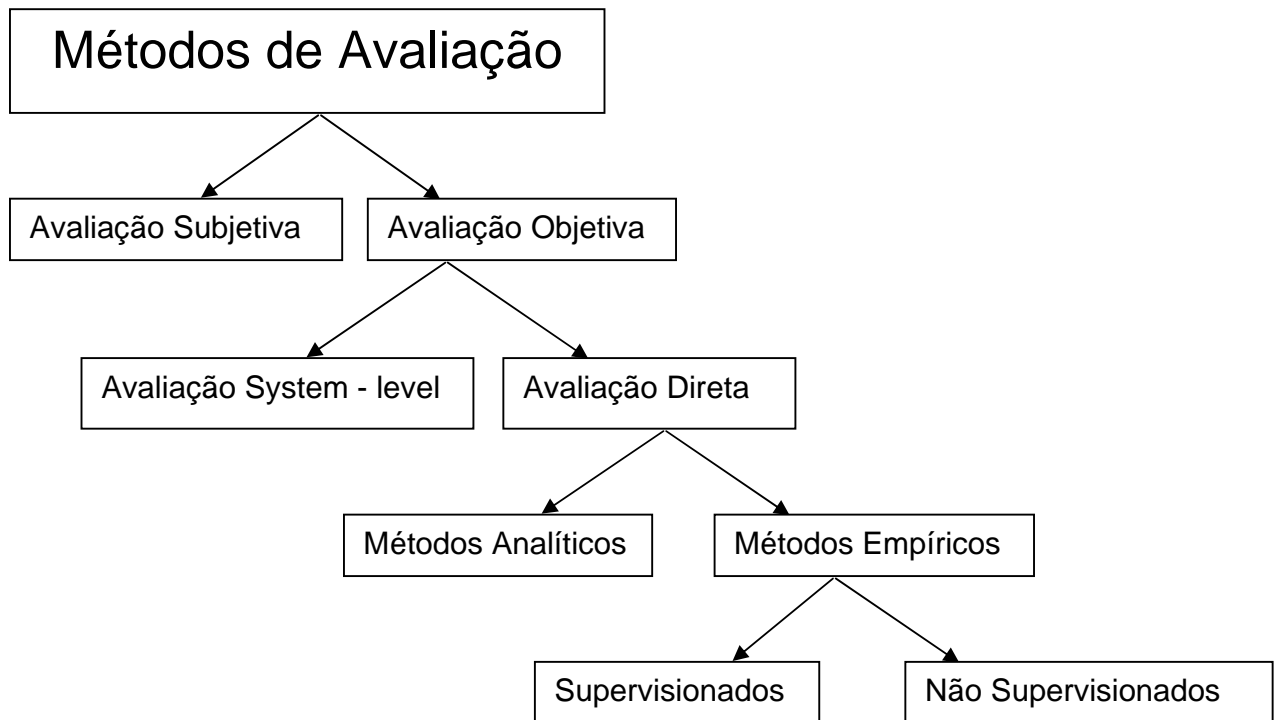 Métodos de Avaliação
Avaliação Subjetiva
Avaliação Objetiva
Avaliação System - level
Avaliação Direta
Métodos Analíticos
Métodos Empíricos
Supervisionados
Não Supervisionados